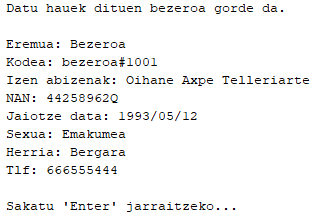 Datu hauek dituen bezeroa gorde da.
Eremua: Bezeroa
Kodea: bezeroa#1001
Izen abizenak: Oihane Axpe Telleriarte
NAN: 44258962Q
Jaiotze data: 1993/05/12
Sexua: Emakumea
Herria: Bergara
Tlf: 666555444
Sakatu 'Enter' jarraitzeko...